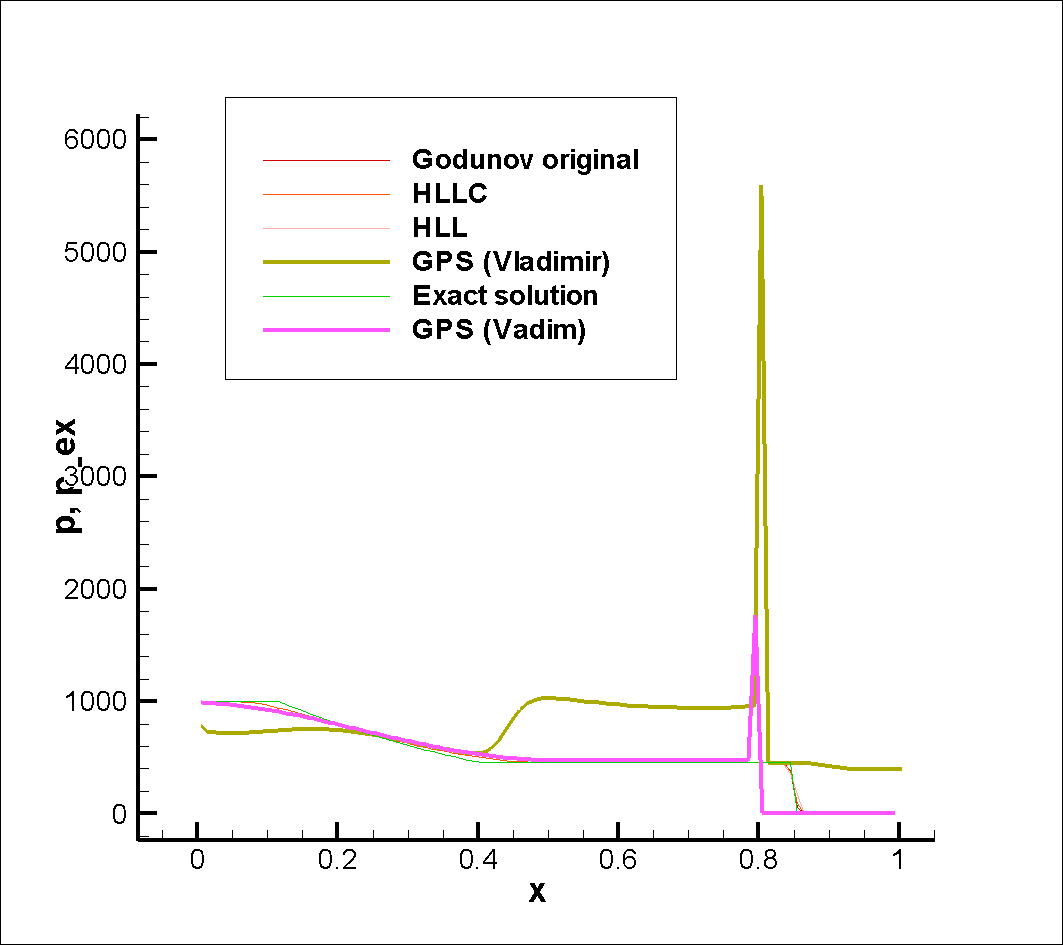 6000
5000
4000
3000
2000
1000
0
p, p_ex
Godunov original
HLLC
HLL
GPS (Vladimir)
Exact solution
GPS (Vadim)
0 0.2 0.4 0.6 0.8 1
x